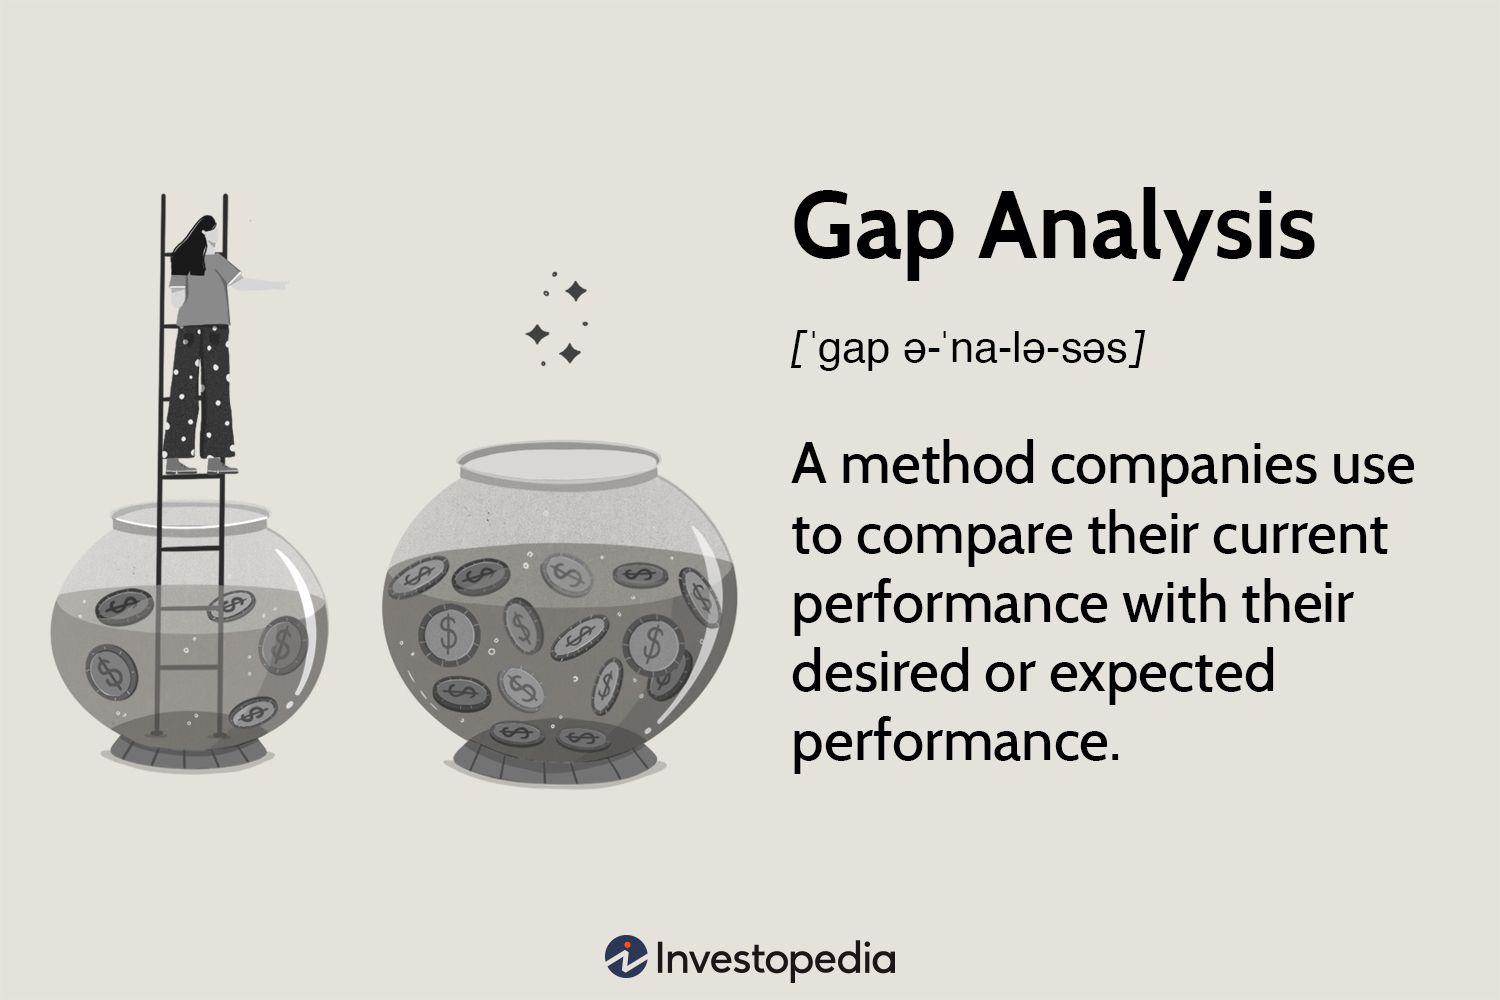 Gap Analysis
[ˈgap ə-ˈna-lə-səs]
A method companies use
to compare their current
performance with their
desired or expected
performance.
Investopedia